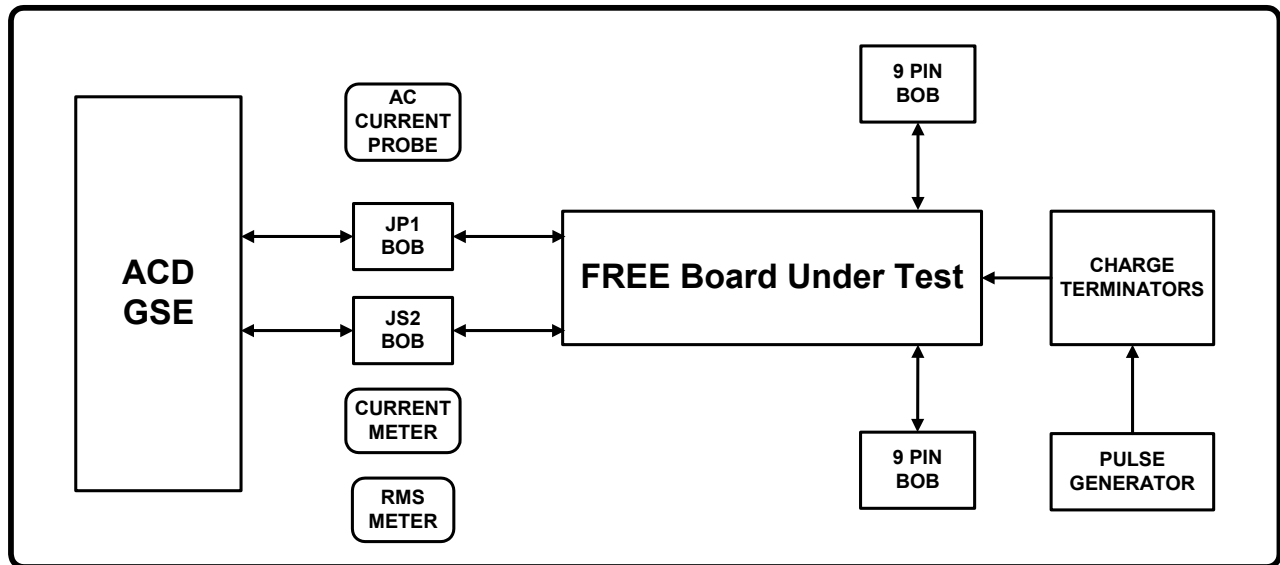 9 PIN
BOB
AC
CURRENT
PROBE
JP1
BOB
ACD
GSE
FREE Board Under Test
CHARGE
TERMINATORS
JS2
BOB
CURRENT
METER
9 PIN
BOB
PULSE
GENERATOR
RMS
METER